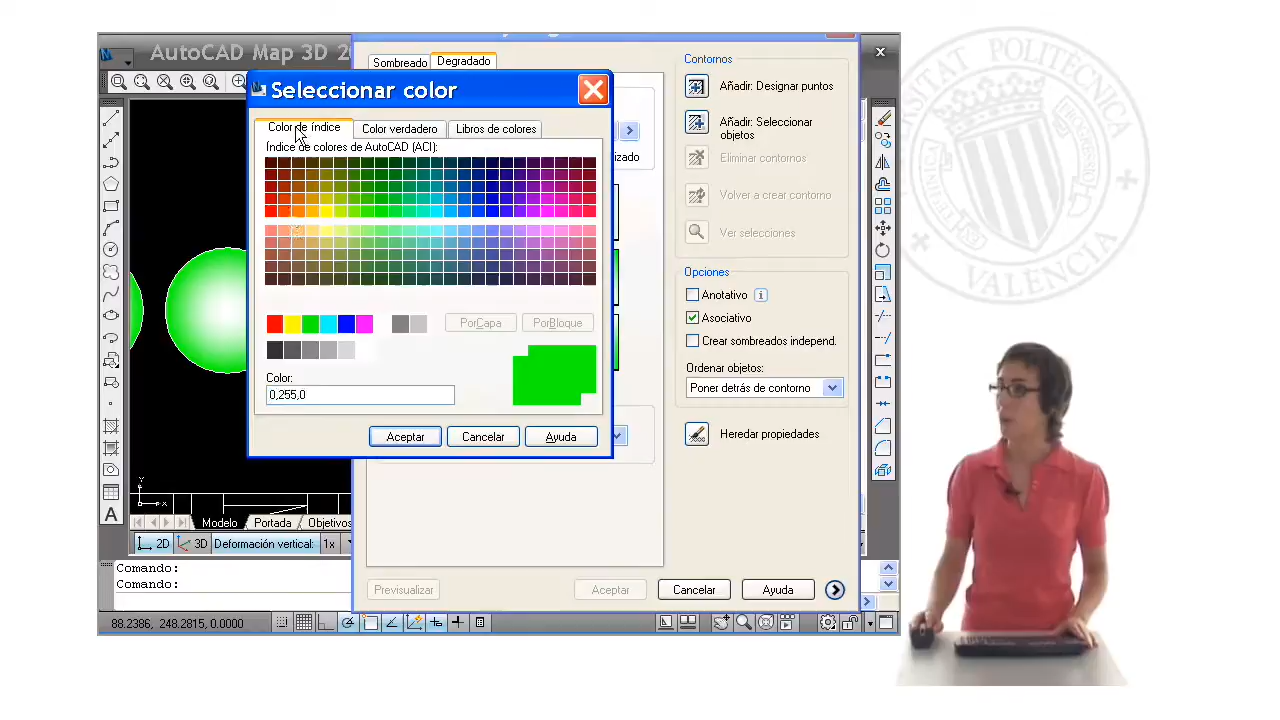 AutoCAD Map 3D 2
Sombreado
Degradado
Seleccionar color
Color de índice
Color verdadero
Libros de colores
Índice de colores de AutoCAD (ACI):
PorCapa
PorBloque
Color:
0,255,0
Aceptar
Cancelar
Ayuda
Contornos
Añadir: Designar puntos
Añadir: Seleccionar
objetos
Eliminar contornos
Volver a crear contorno
Ver selecciones
Opciones
Anotativo
Asociativo
Crear sombreados independ.
Ordenar objetos:
Poner detrás de contorno
Heredar propiedades
Previsualizar
Aceptar
Cancelar
Ayuda
A
Y
X
Modelo
Portada
Objetivos
2D
3D
Deformación vertical:
1x
Comando:
Comando:
88.2386, 248.2815, 0.0000
POLITECNICA
VALENCIA